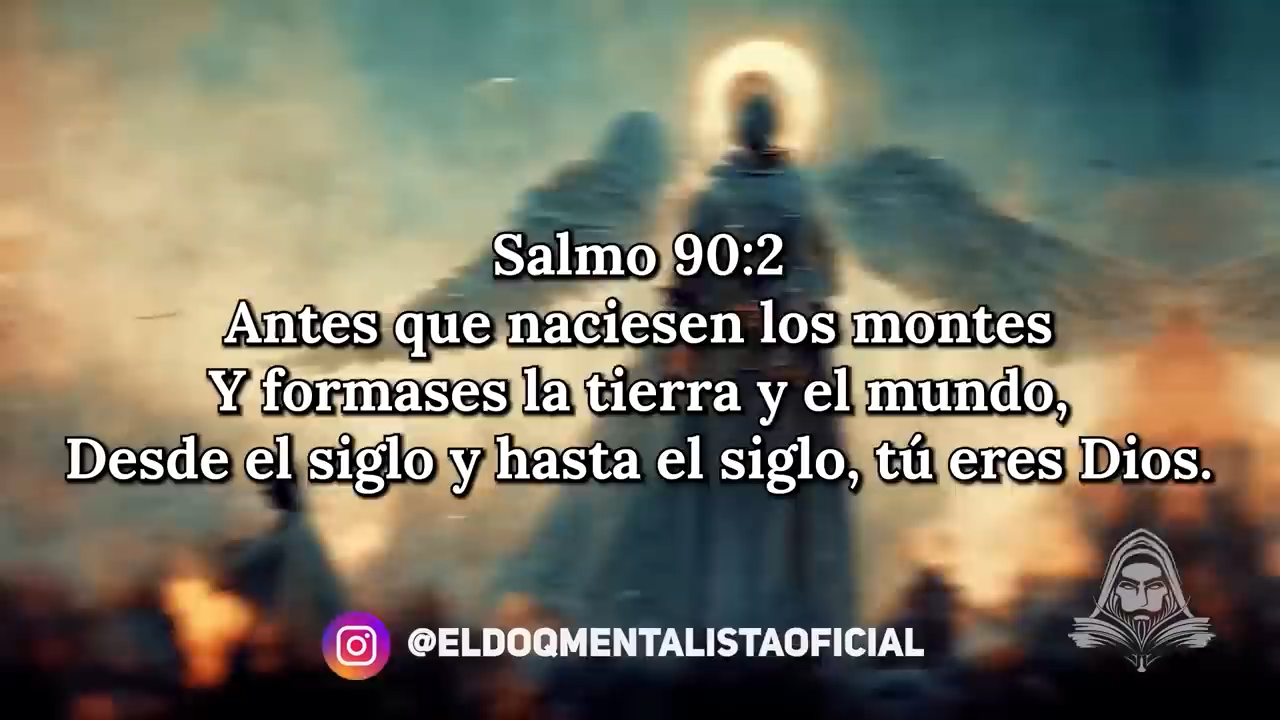 Salmo 90:2
Antes que naciesen los montes
Y formases la tierra y el mundo,
Desde el siglo y hasta el siglo, tú eres Dios.
@ELDOQMENTALISTAOFICIAL